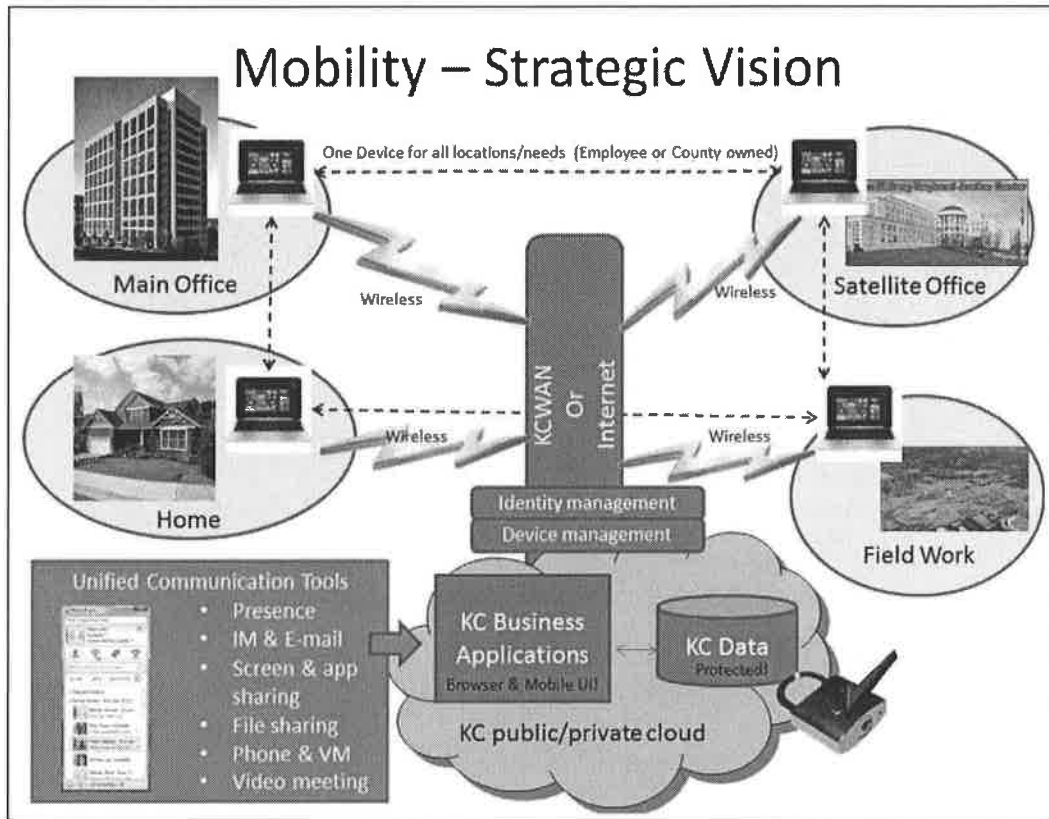 Mobility – Strategic Vision
One Device for all locations/needs (Employee or County owned)
Main Office
Wireless
Wireless
Satellite Office
KCWAN
Or
Internet
Wireless
Wireless
Home
Identity management
Device management
Field Work
Unified Communication Tools
• Presence
• IM & E-mail
• Screen & app
sharing
• File sharing
• Phone & VM
• Video meeting
KC Business
Applications
Browser & Mobile UI!
KC Data
Protected!
KC public/private cloud